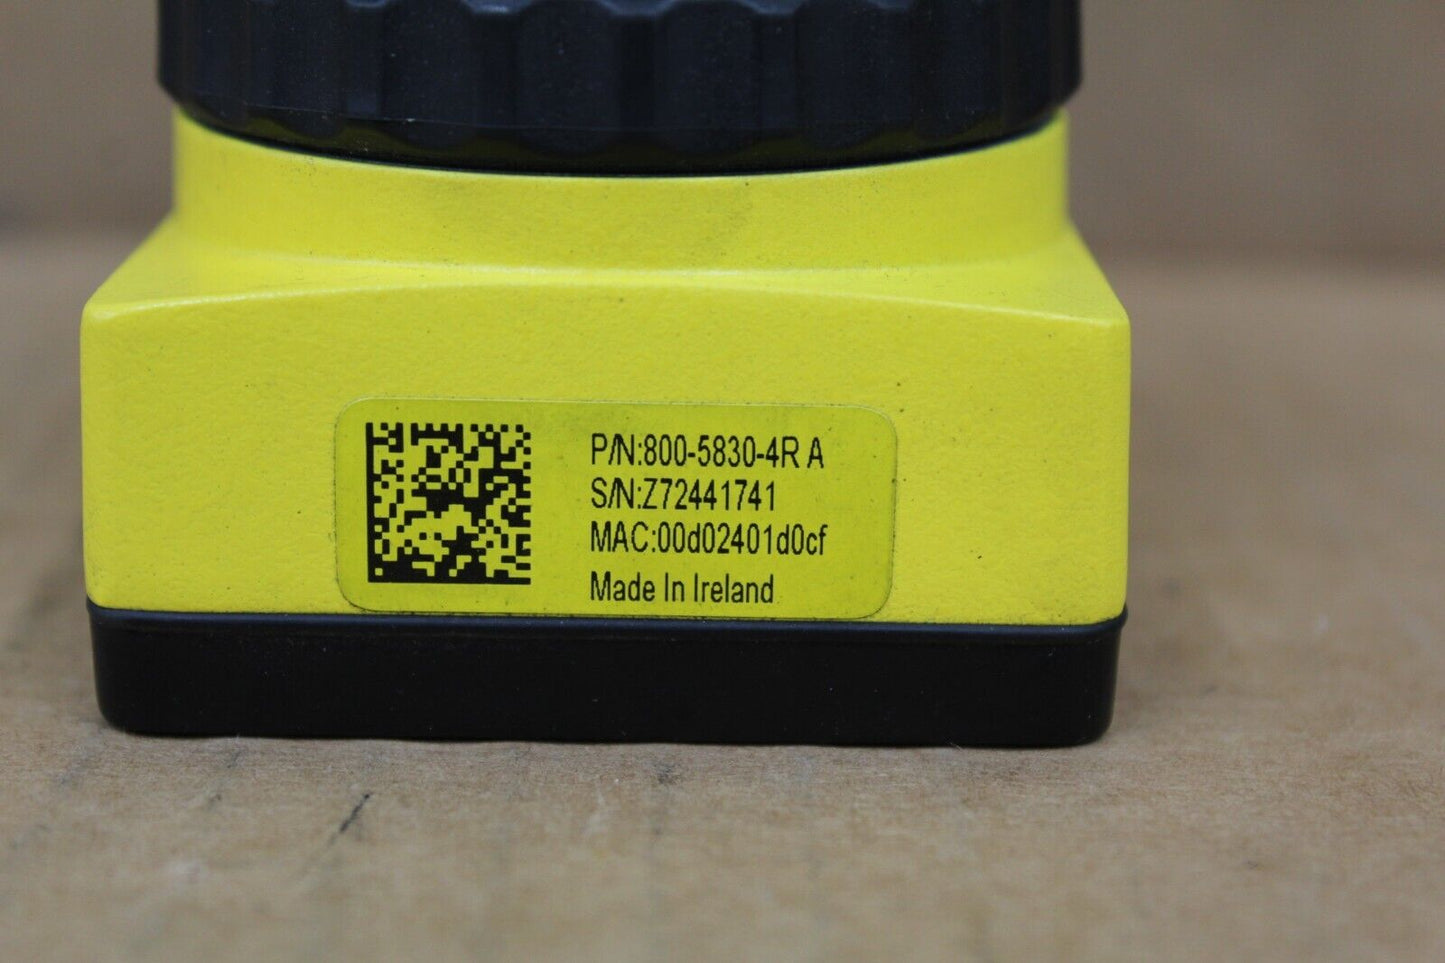 P/N:800-5830-4R A
S/N:Z72441741
MAC:00d02401d0cf
Made In Ireland